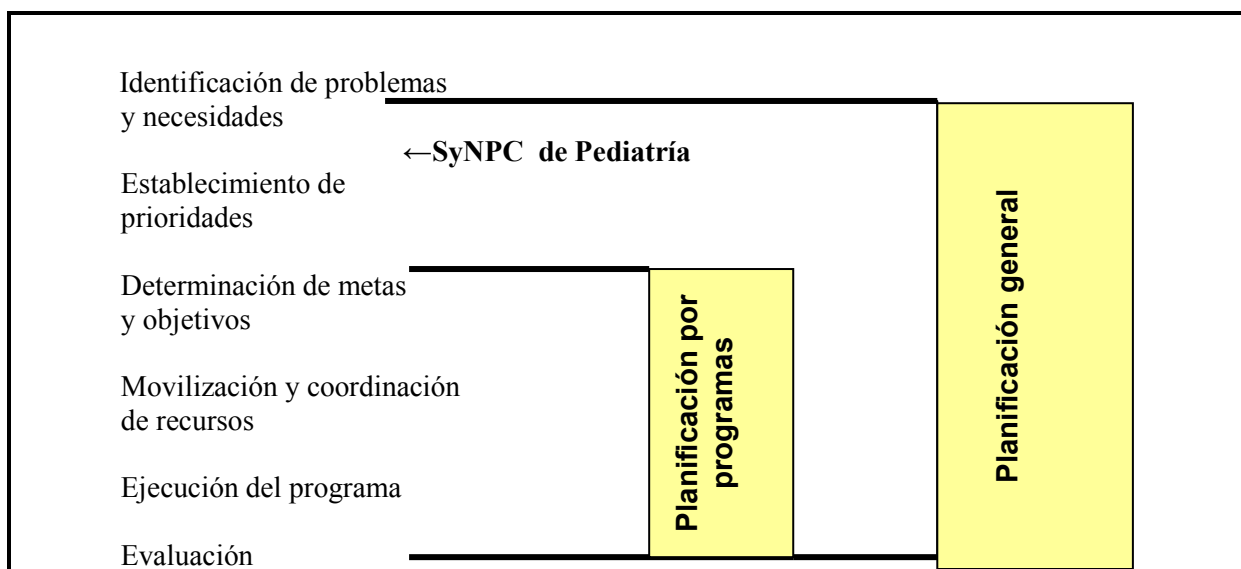 Identificación de problemas
y necesidades
←SyNPC  de Pediatría
Establecimiento de
prioridades
Determinación de metas
y objetivos
Movilización y coordinación
de recursos
Ejecución del programa
Evaluación
Planificación por
programas
Planificación general